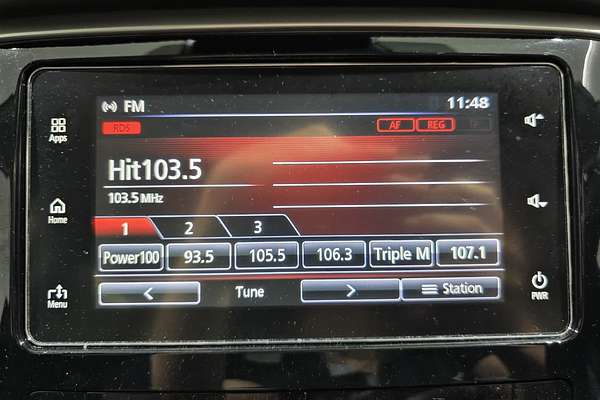 FM 11:48
Apps RDS AF REG
Hit103.5
103.5 MHz
Home
1 2 3
Power100 93.5 105.5 106.3 Triple M 107.1
Menu < Tune > Station PWR